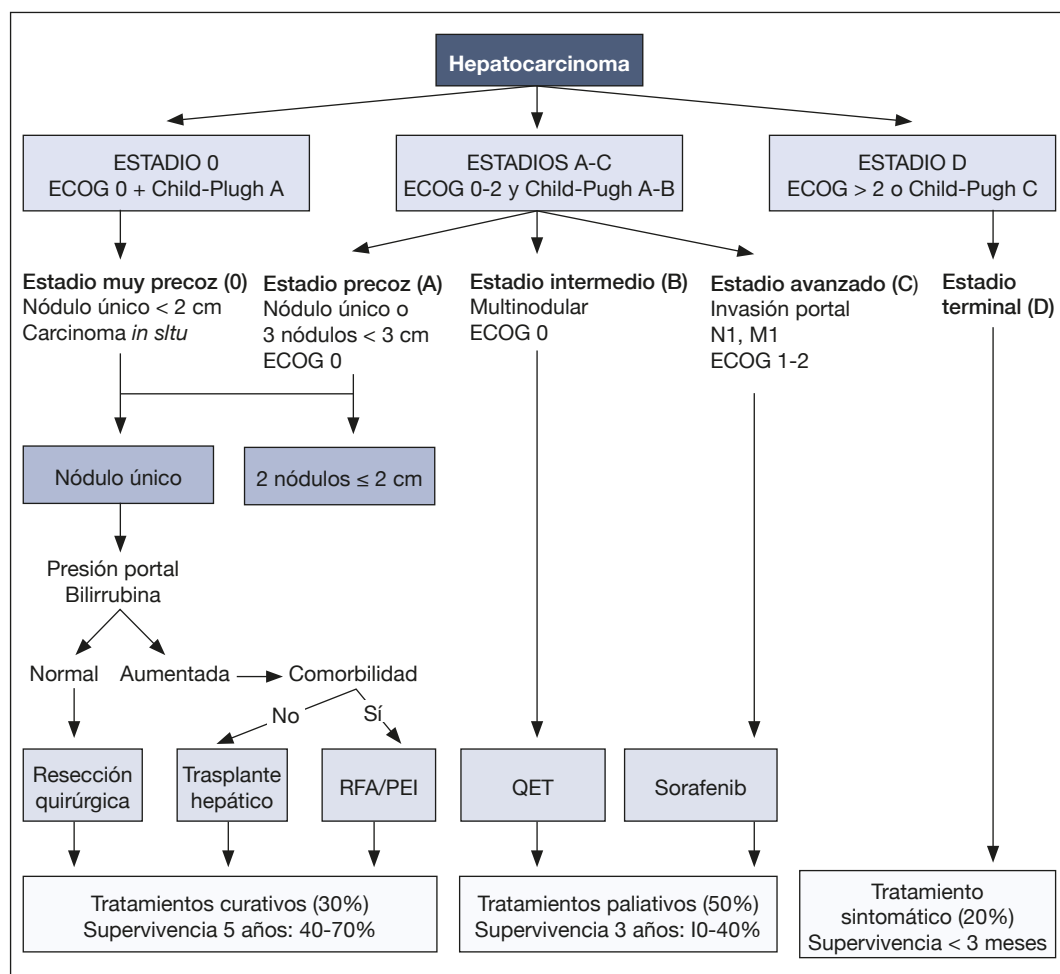 Hepatocarcinoma
ESTADIO 0
ECOG 0 + Child-Plugh A
ESTADIOS A-C
ECOG 0-2 y Child-Pugh A-B
ESTADIO D
ECOG > 2 o Child-Pugh C
Estadio muy precoz (0)
Nódulo único < 2 cm
Carcinoma in sltu
Estadio precoz (A)
Nódulo único o
3 nódulos < 3 cm
ECOG 0
Estadio intermedio (B)
Multinodular
ECOG 0
Estadio avanzado (C)
Invasión portal
N1, M1
ECOG 1-2
Estadio
terminal (D)
Nódulo único
2 nódulos ≤ 2 cm
Presión portal
Bilirrubina
Normal
Aumentada
Comorbilidad
No
Sí
Resección
quirúrgica
Trasplante
hepático
RFA/PEI
QET
Sorafenib
Tratamientos curativos (30%)
Supervivencia 5 años: 40-70%
Tratamientos paliativos (50%)
Supervivencia 3 años: l0-40%
Tratamiento
sintomático (20%)
Supervivencia < 3 meses